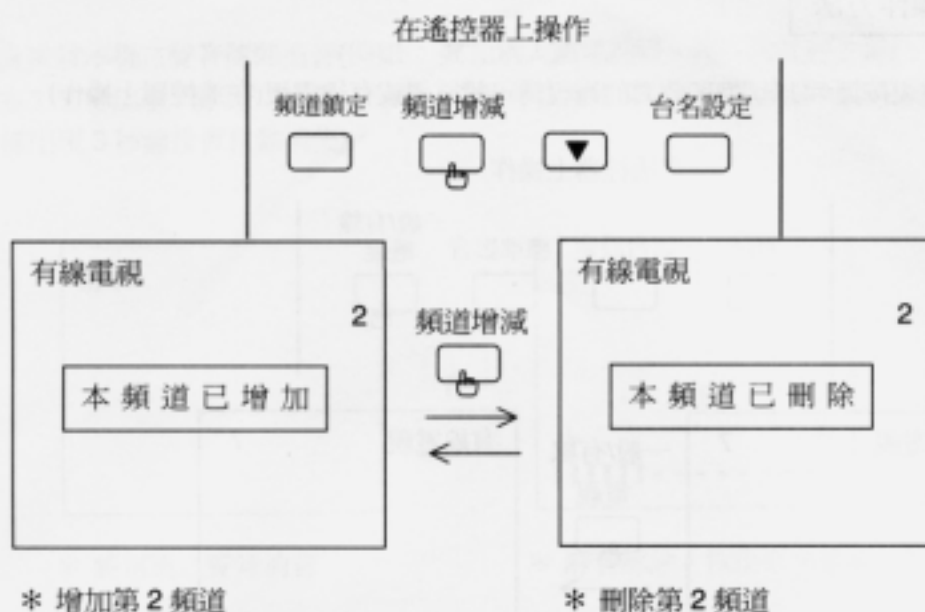 在遙控器上操作
頻道鎖定 頻道增減 ▼ 台名設定
有線電視
2
本頻道已增加
頻道增減
有線電視
2
本頻道已刪除
＊ 增加第 2 頻道
＊ 刪除第 2 頻道